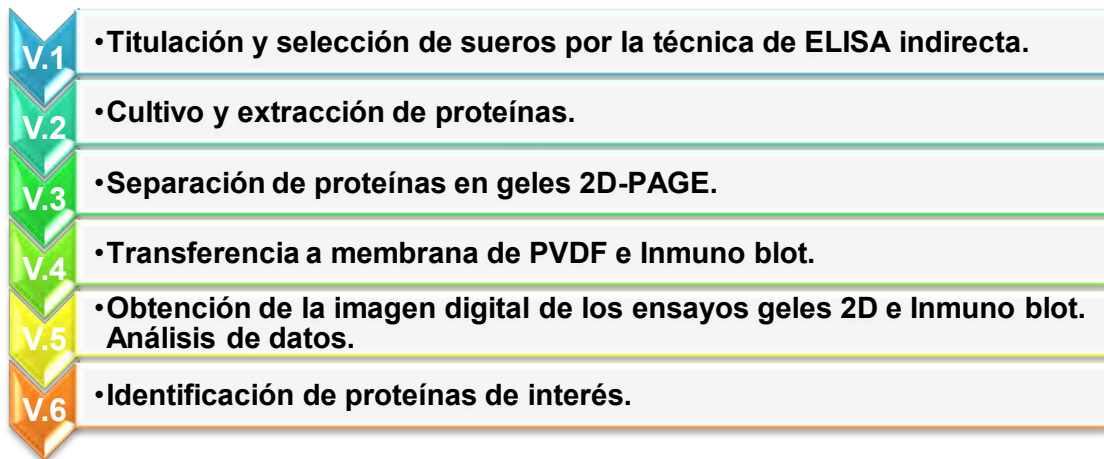 V.1
•Titulación y selección de sueros por la técnica de ELISA indirecta.
V.2
•Cultivo y extracción de proteínas.
V.3
•Separación de proteínas en geles 2D-PAGE.
V.4
•Transferencia a membrana de PVDF e Inmuno blot.
V.5
•Obtención de la imagen digital de los ensayos geles 2D e Inmuno blot.
Análisis de datos.
V.6
•Identificación de proteínas de interés.